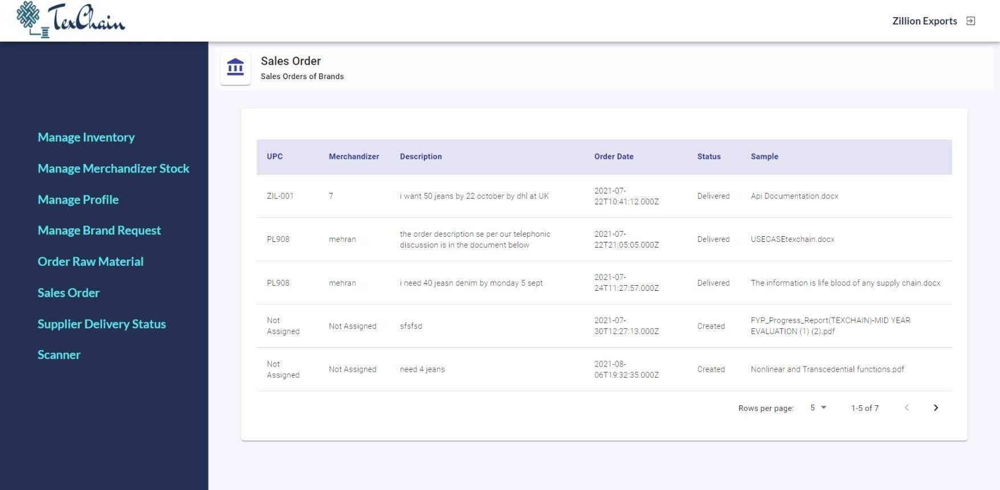 TexChain
Zillion Exports
Sales Order
Sales Orders of Brands
Manage Inventory
Manage Merchandizer Stock
Manage Profile
Manage Brand Request
Order Raw Material
Sales Order
Supplier Delivery Status
Scanner
UPC Merchandizer Description Order Date Status Sample
ZIL-001 7 i want 50 jeans by 22 october by dhl at UK 2021-07-
22T10:41:12.000Z Delivered Api Documentation.docx
PL908 mehran the order description se per our telephonic
discussion is in the document below 2021-07-
22T21:05:05.000Z Delivered USECASEtexchain.docx
PL908 mehran i need 40 jeasn denim by monday 5 sept 2021-07-
24T11:27:57.000Z Delivered The information is life blood of any supply chain.docx
Not
Assigned Not Assigned sfsfsd 2021-07-
30T12:27:13.000Z Created FYP_Progress_Report(TEXCHAIN)-MID YEAR
EVALUATION (1) (2).pdf
Not
Assigned Not Assigned need 4 jeans 2021-08-
06T19:32:35.000Z Created Nonlinear and Transcedential functions.pdf
Rows per page: 5 1-5 of 7